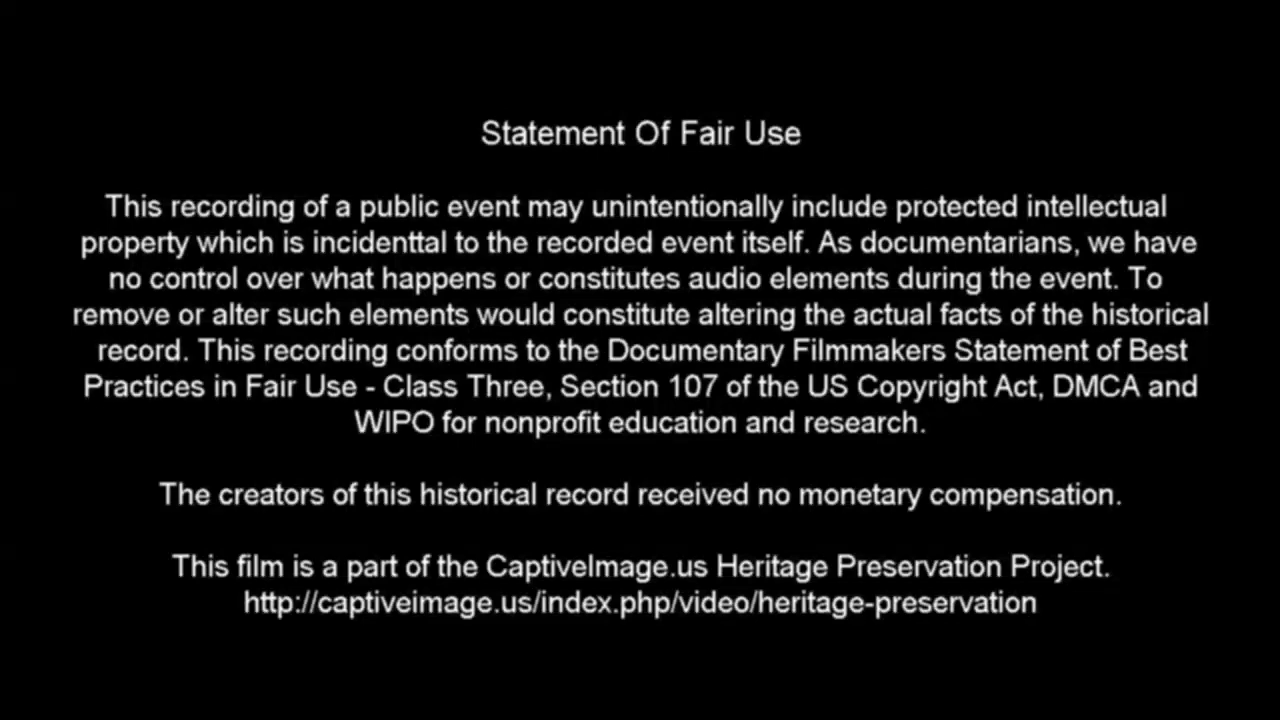 Statement Of Fair Use
This recording of a public event may unintentionally include protected intellectual
property which is incidenttal to the recorded event itself. As documentarians, we have
no control over what happens or constitutes audio elements during the event. To
remove or alter such elements would constitute altering the actual facts of the historical
record. This recording conforms to the Documentary Filmmakers Statement of Best
Practices in Fair Use - Class Three, Section 107 of the US Copyright Act, DMCA and
WIPO for nonprofit education and research.
The creators of this historical record received no monetary compensation.
This film is a part of the CaptiveImage.us Heritage Preservation Project.
http://captiveimage.us/index.php/video/heritage-preservation